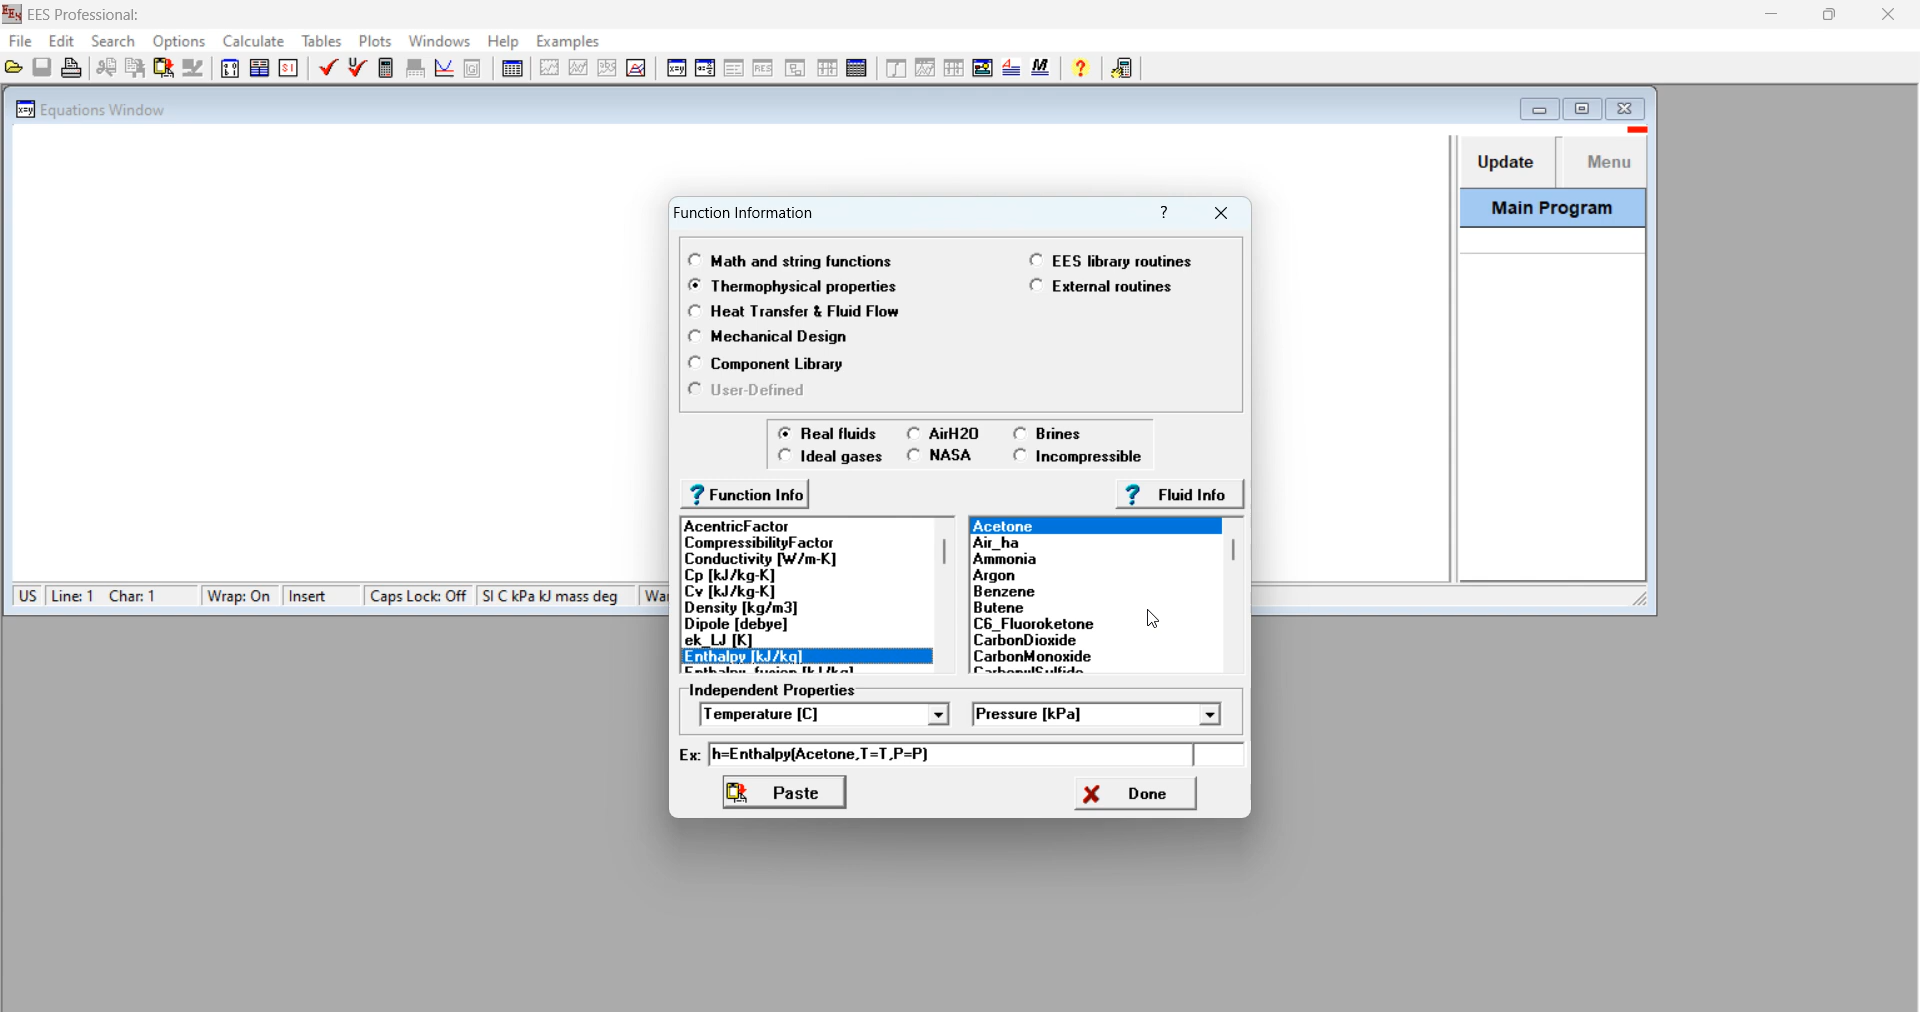 EES Professional:
File Edit Search Options Calculate Tables Plots Windows Help Examples
Equations Window
Update Menu
Main Program
Function Information
Math and string functions
EES library routines
Thermophysical properties
External routines
Heat Transfer & Fluid Flow
Mechanical Design
Component Library
User-Defined
Real fluids AirH2O Brines
Ideal gases NASA Incompressible
? Function Info
? Fluid Info
AcentricFactor
CompressibilityFactor
Conductivity [W/m-K]
Cp [kJ/kg-K]
Cv [kJ/kg-K]
Density [kg/m3]
Dipole [debye]
ek_LJ [K]
Enthalpy [kJ/kg]
Enthalpy_fusion [kJ/kg]
Acetone
Air_ha
Ammonia
Argon
Benzene
Butene
C6_Fluoroketone
CarbonDioxide
CarbonMonoxide
CarbonylSulfide
US Line: 1 Char: 1 Wrap: On Insert Caps Lock: Off SI C kPa kJ mass deg Wa
Independent Properties
Temperature [C] Pressure [kPa]
Ex: h=Enthalpy(Acetone,T=T,P=P)
Paste Done